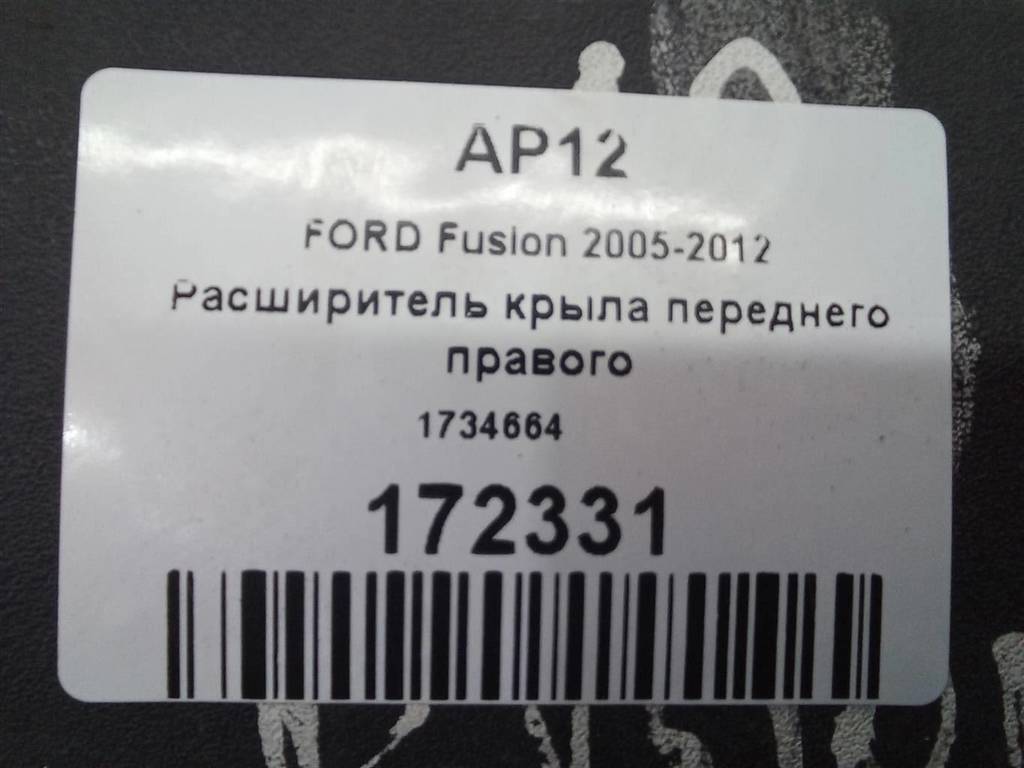 AP12
FORD Fusion 2005-2012
Расширитель крыла переднего
правого
1734664
172331